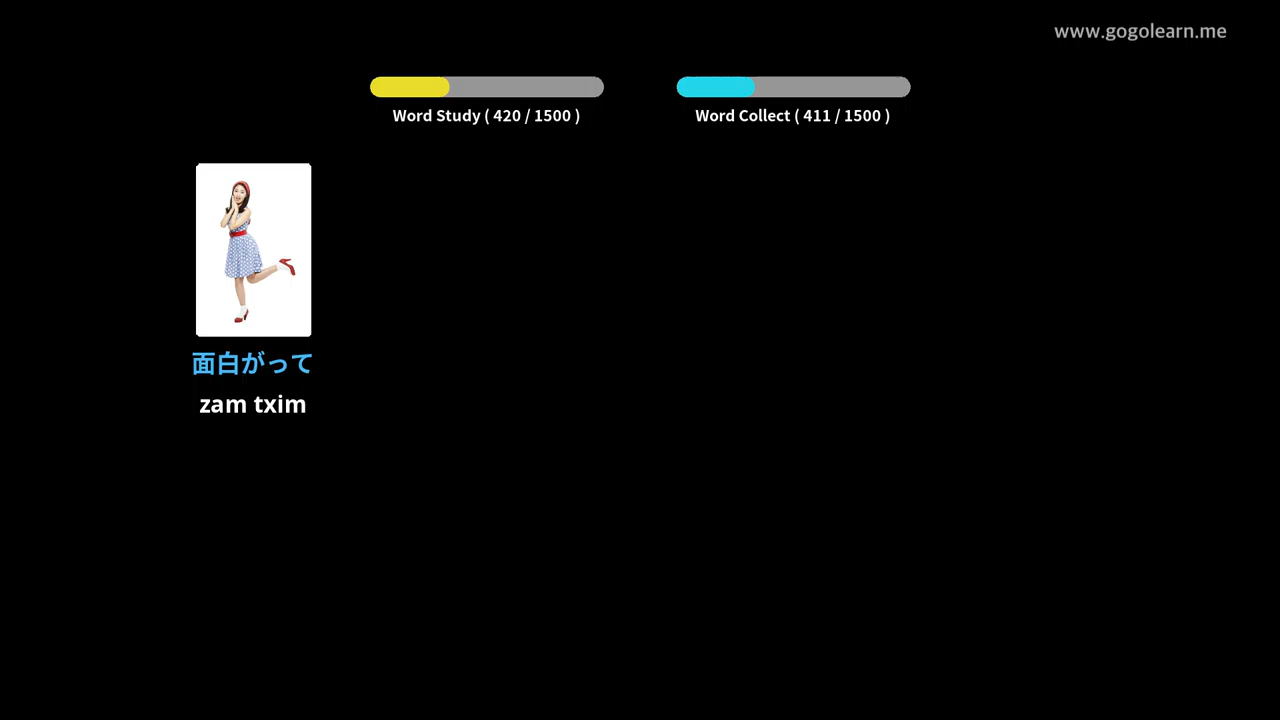 www.gogolearn.me
Word Study ( 420 / 1500 )
Word Collect ( 411 / 1500 )
面白がって
zam txim